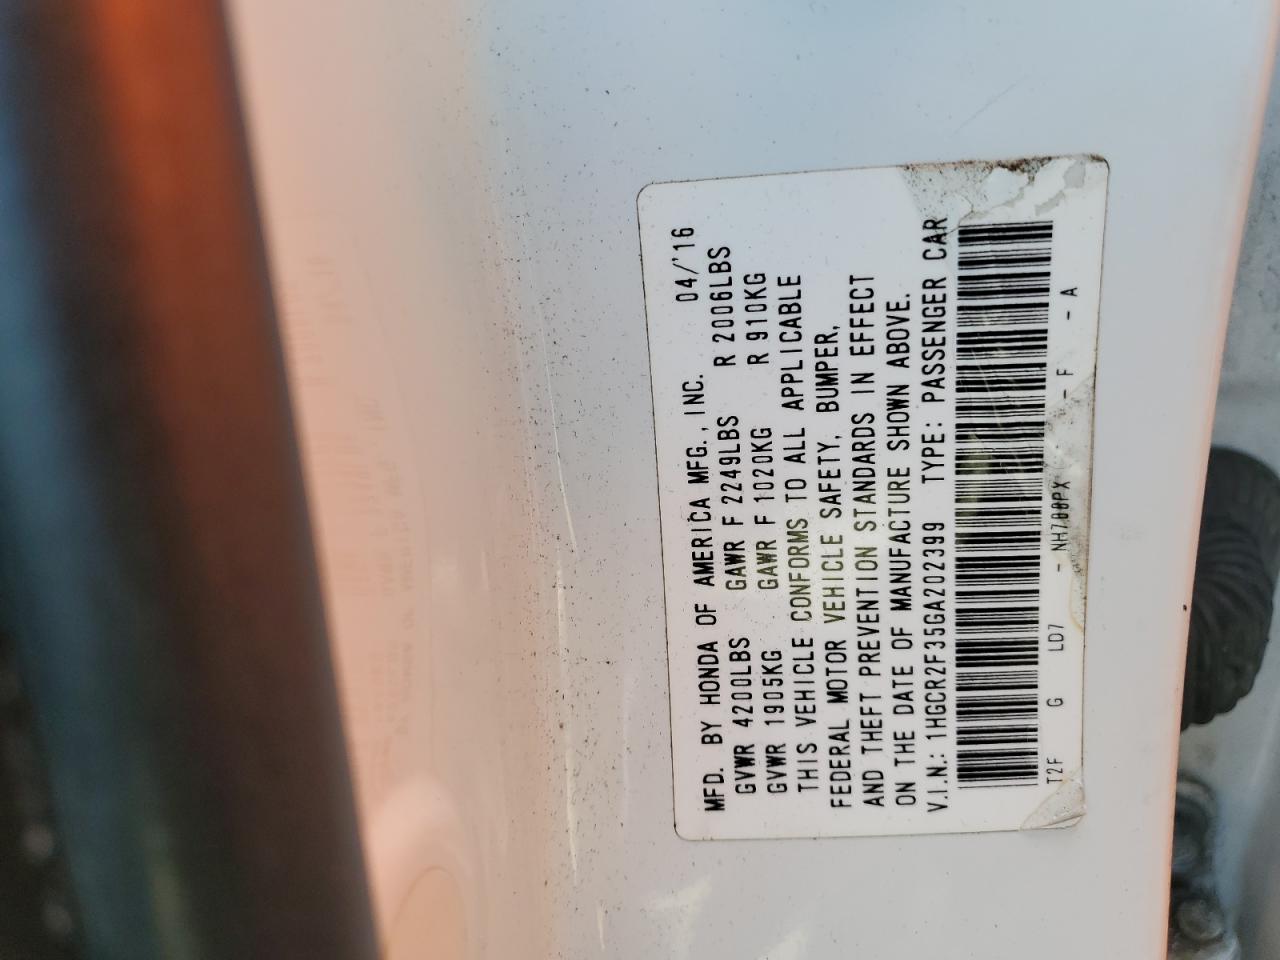 MFD. BY HONDA OF AMERICA MFG., INC. 04/'16
GVWR 4200LBS GAWR F 2249LBS R 2006LBS
GVWR 1905KG GAWR F 1020KG R 910KG
THIS VEHICLE CONFORMS TO ALL APPLICABLE
FEDERAL MOTOR VEHICLE SAFETY, BUMPER,
AND THEFT PREVENTION STANDARDS IN EFFECT
ON THE DATE OF MANUFACTURE SHOWN ABOVE.
V.I.N.: 1HGCR2F35GA202399 TYPE: PASSENGER CAR
T2F G LD7 - NH700PX - F - A